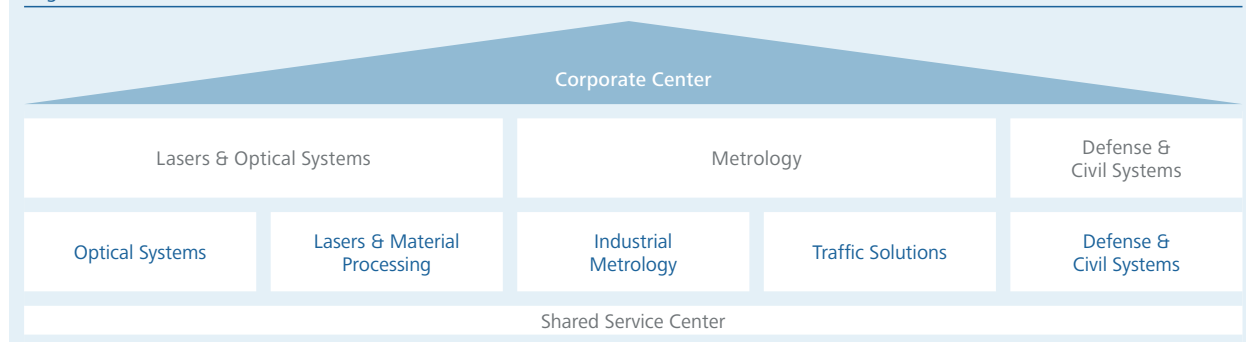 Corporate Center
Lasers & Optical Systems
Metrology
Defense &
Civil Systems
Optical Systems
Lasers & Material
Processing
Industrial
Metrology
Traffic Solutions
Defense &
Civil Systems
Shared Service Center